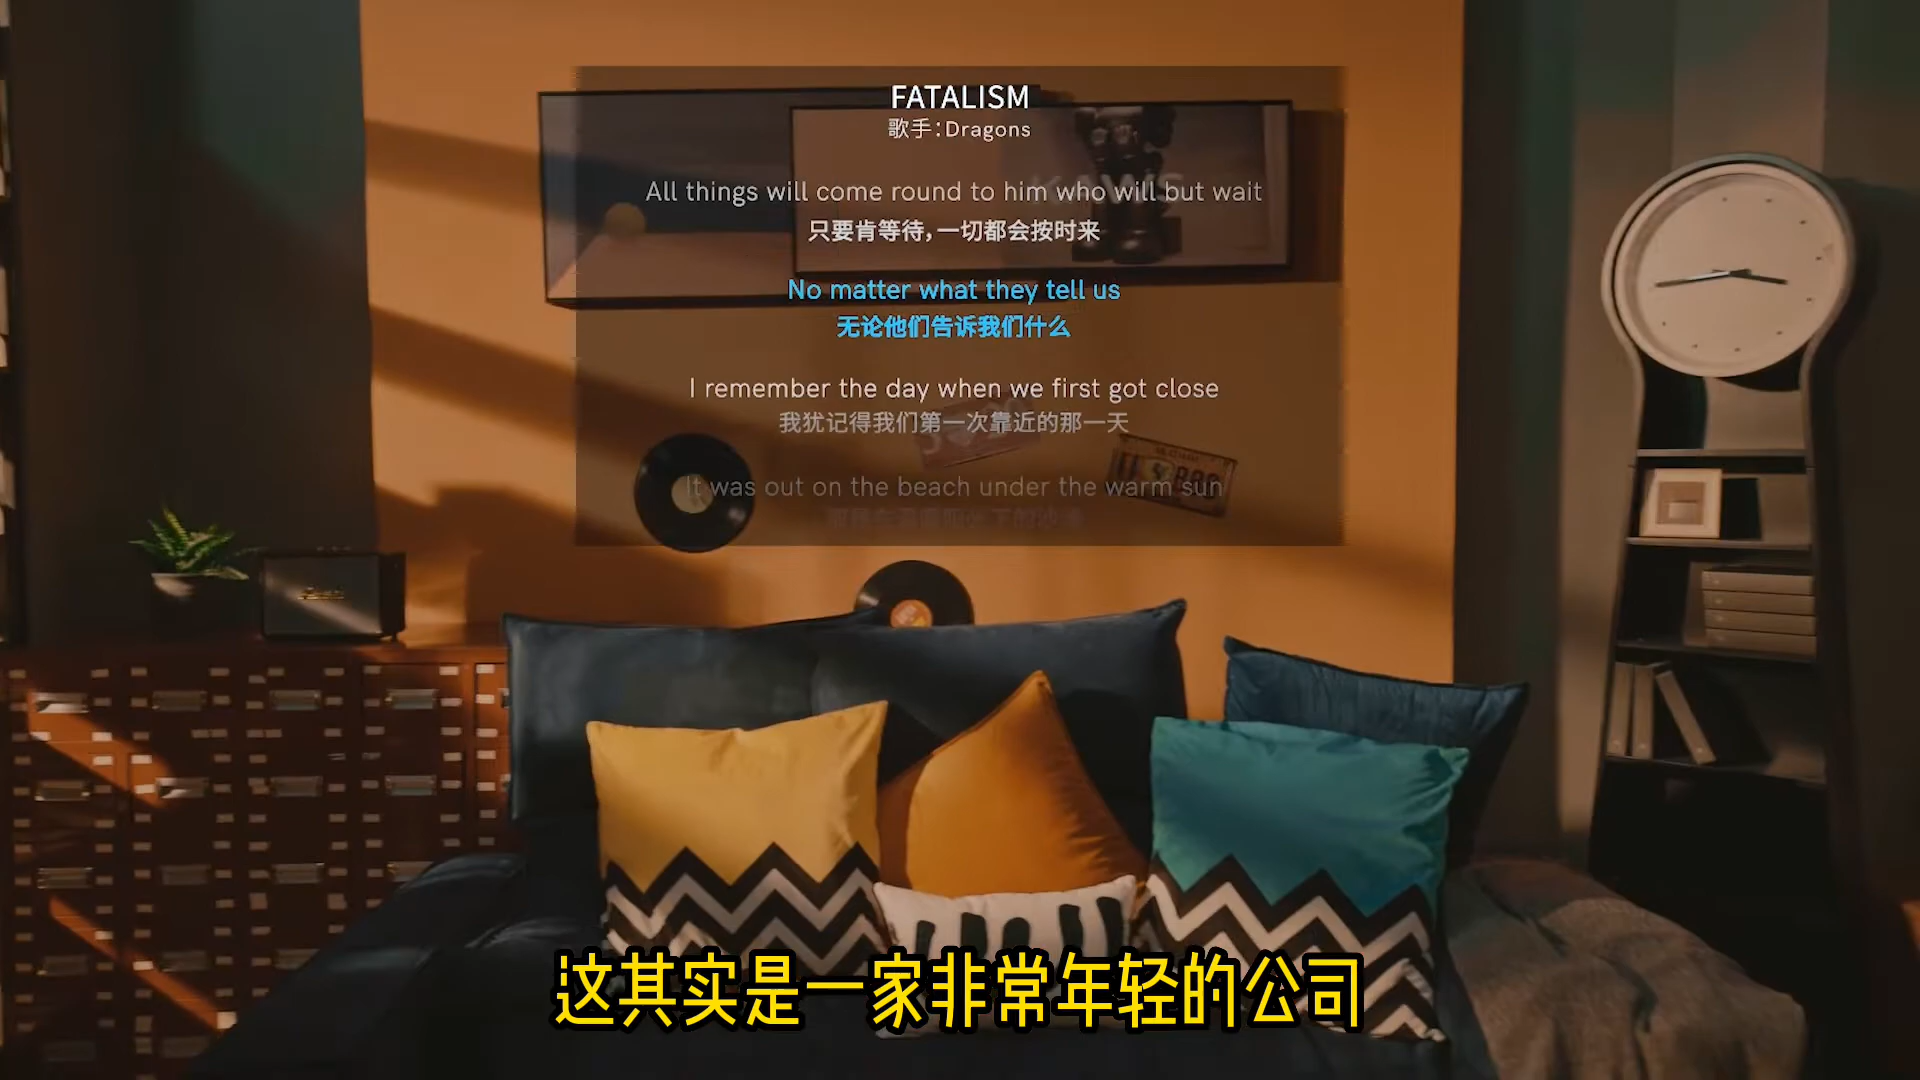 FATALISM
歌手：Dragons
All things will come round to him who will but wait
只要肯等待，一切都会按时来
KAWS
No matter what they tell us
无论他们告诉我们什么
I remember the day when we first got close
我犹记得我们第一次靠近的那一天
It was out on the beach under the warm sun
这其实是一家非常年轻的公司